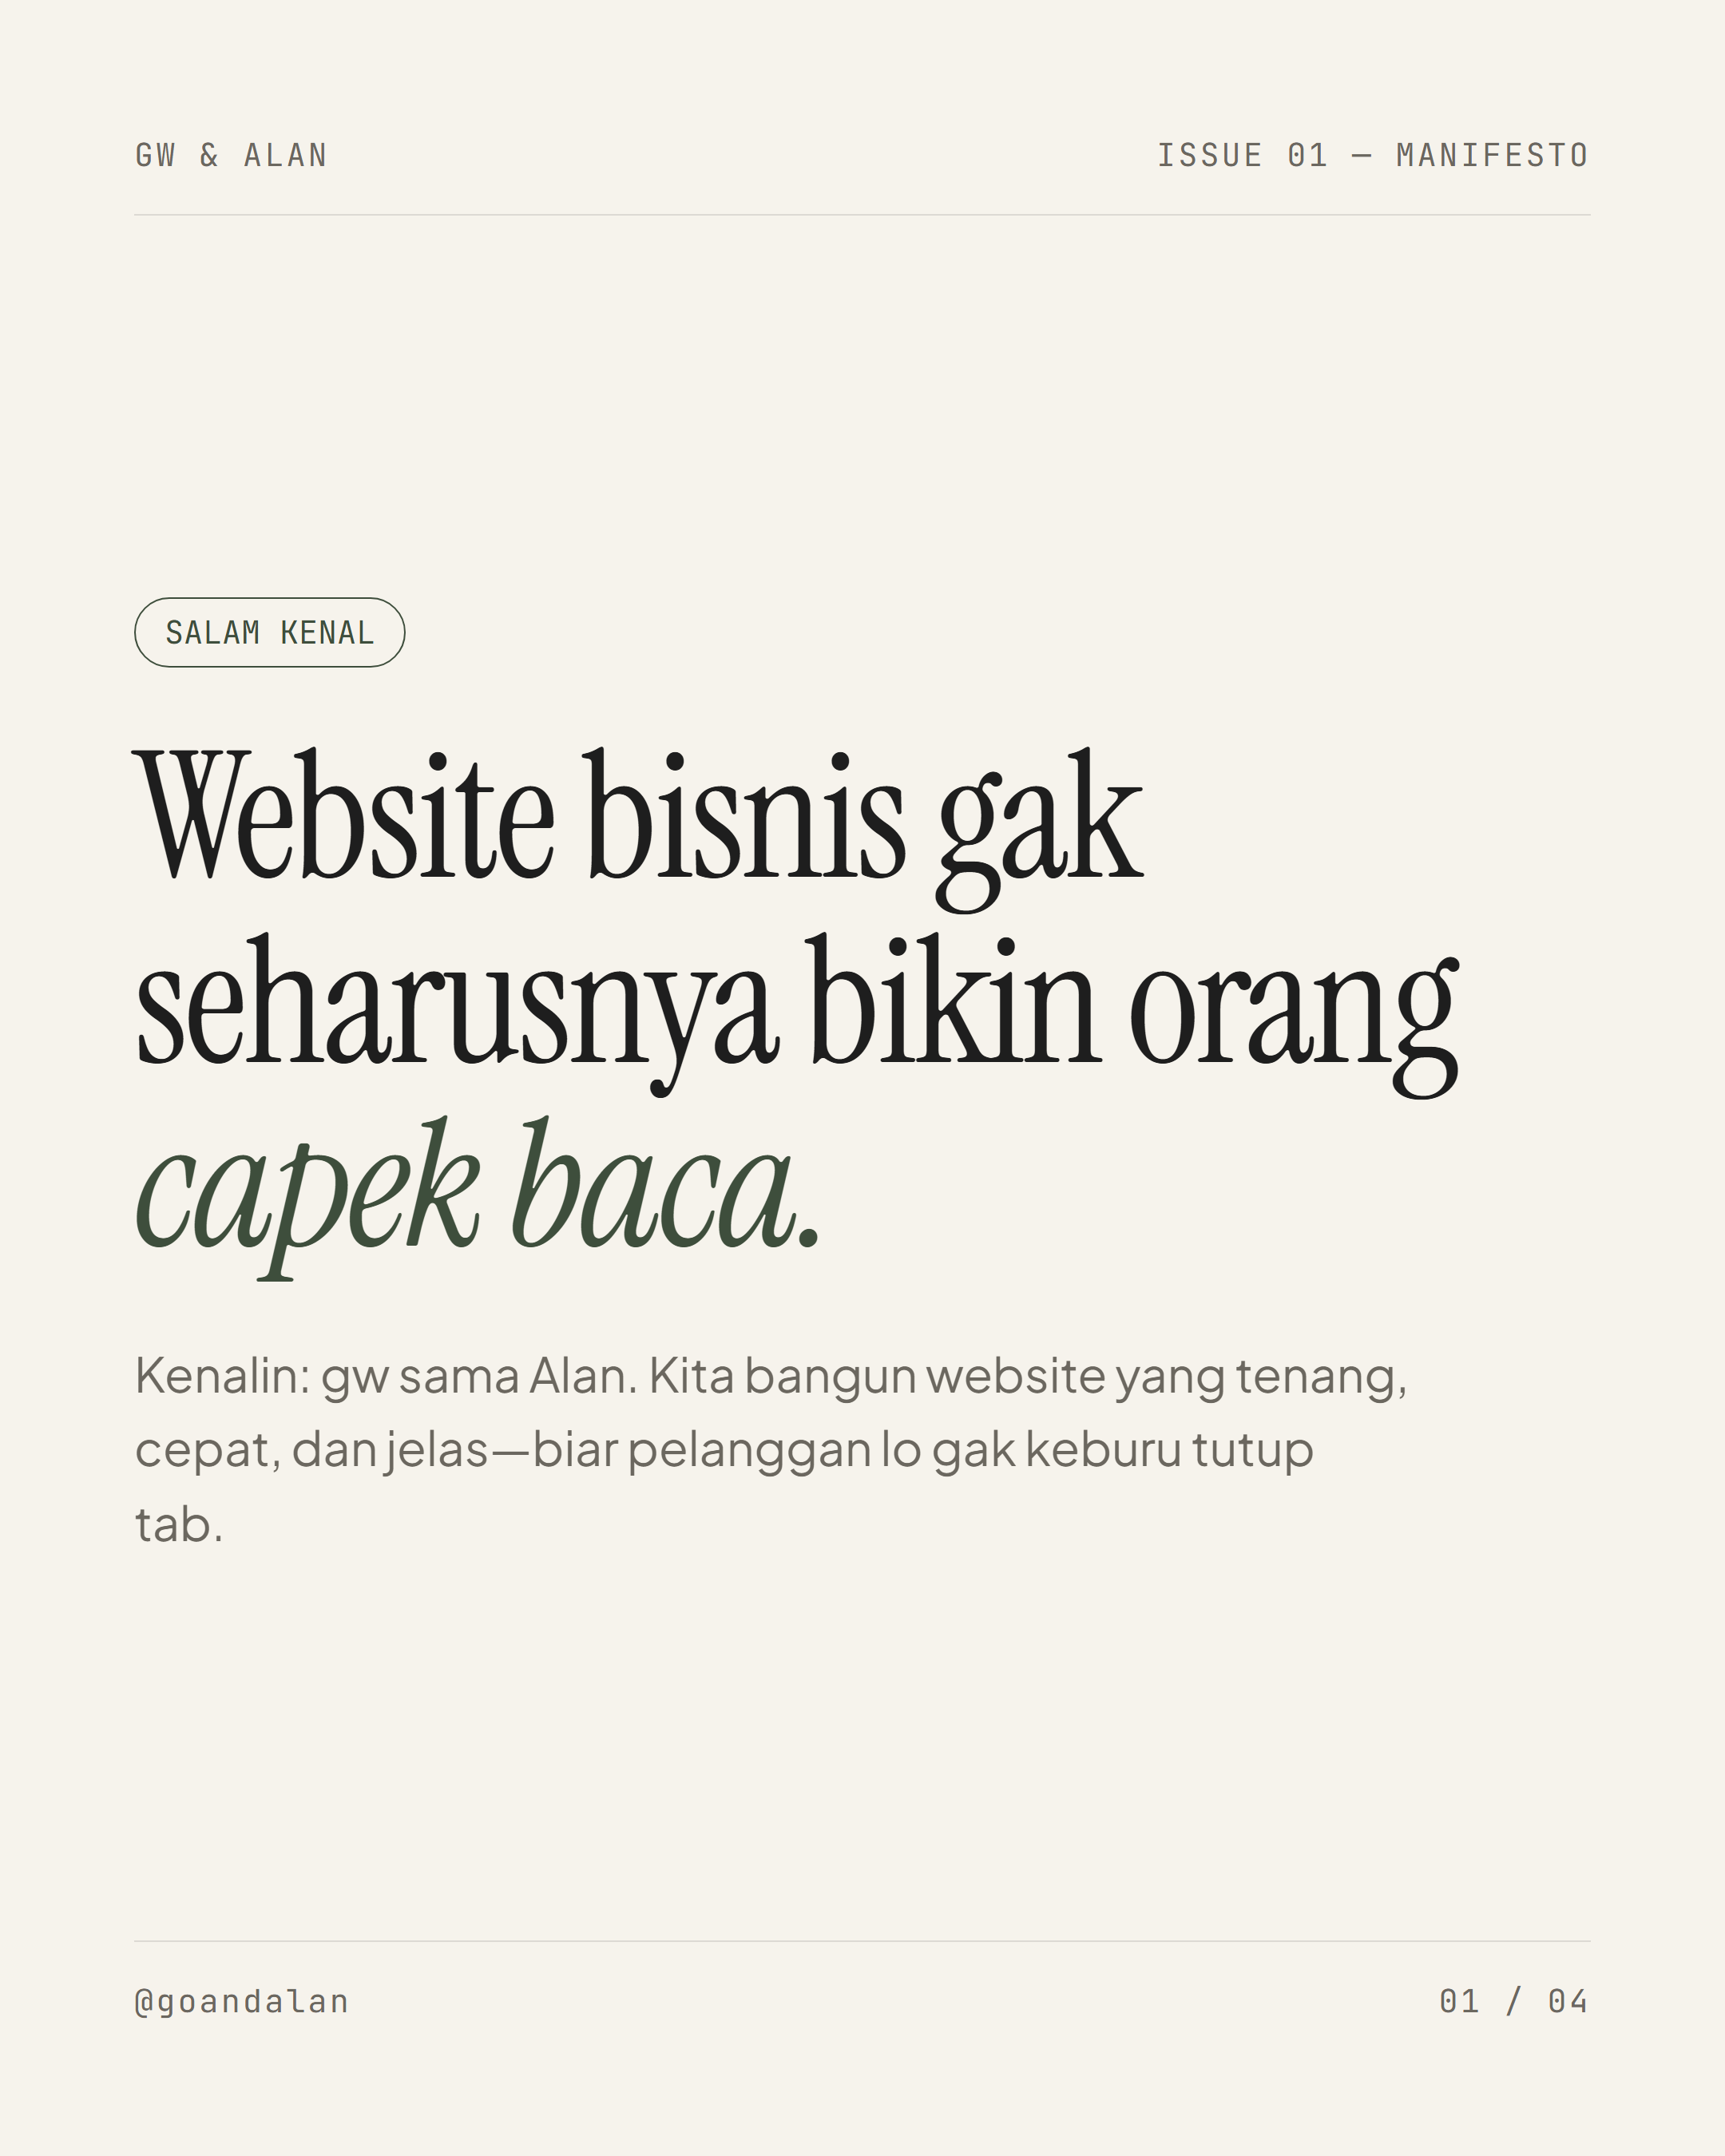 GW & ALAN
ISSUE 01 — MANIFESTO
SALAM KENAL
Website bisnis gak
seharusnya bikin orang
capek baca.
Kenalin: gw sama Alan. Kita bangun website yang tenang,
cepat, dan jelas—biar pelanggan lo gak keburu tutup
tab.
@goandalan
01 / 04